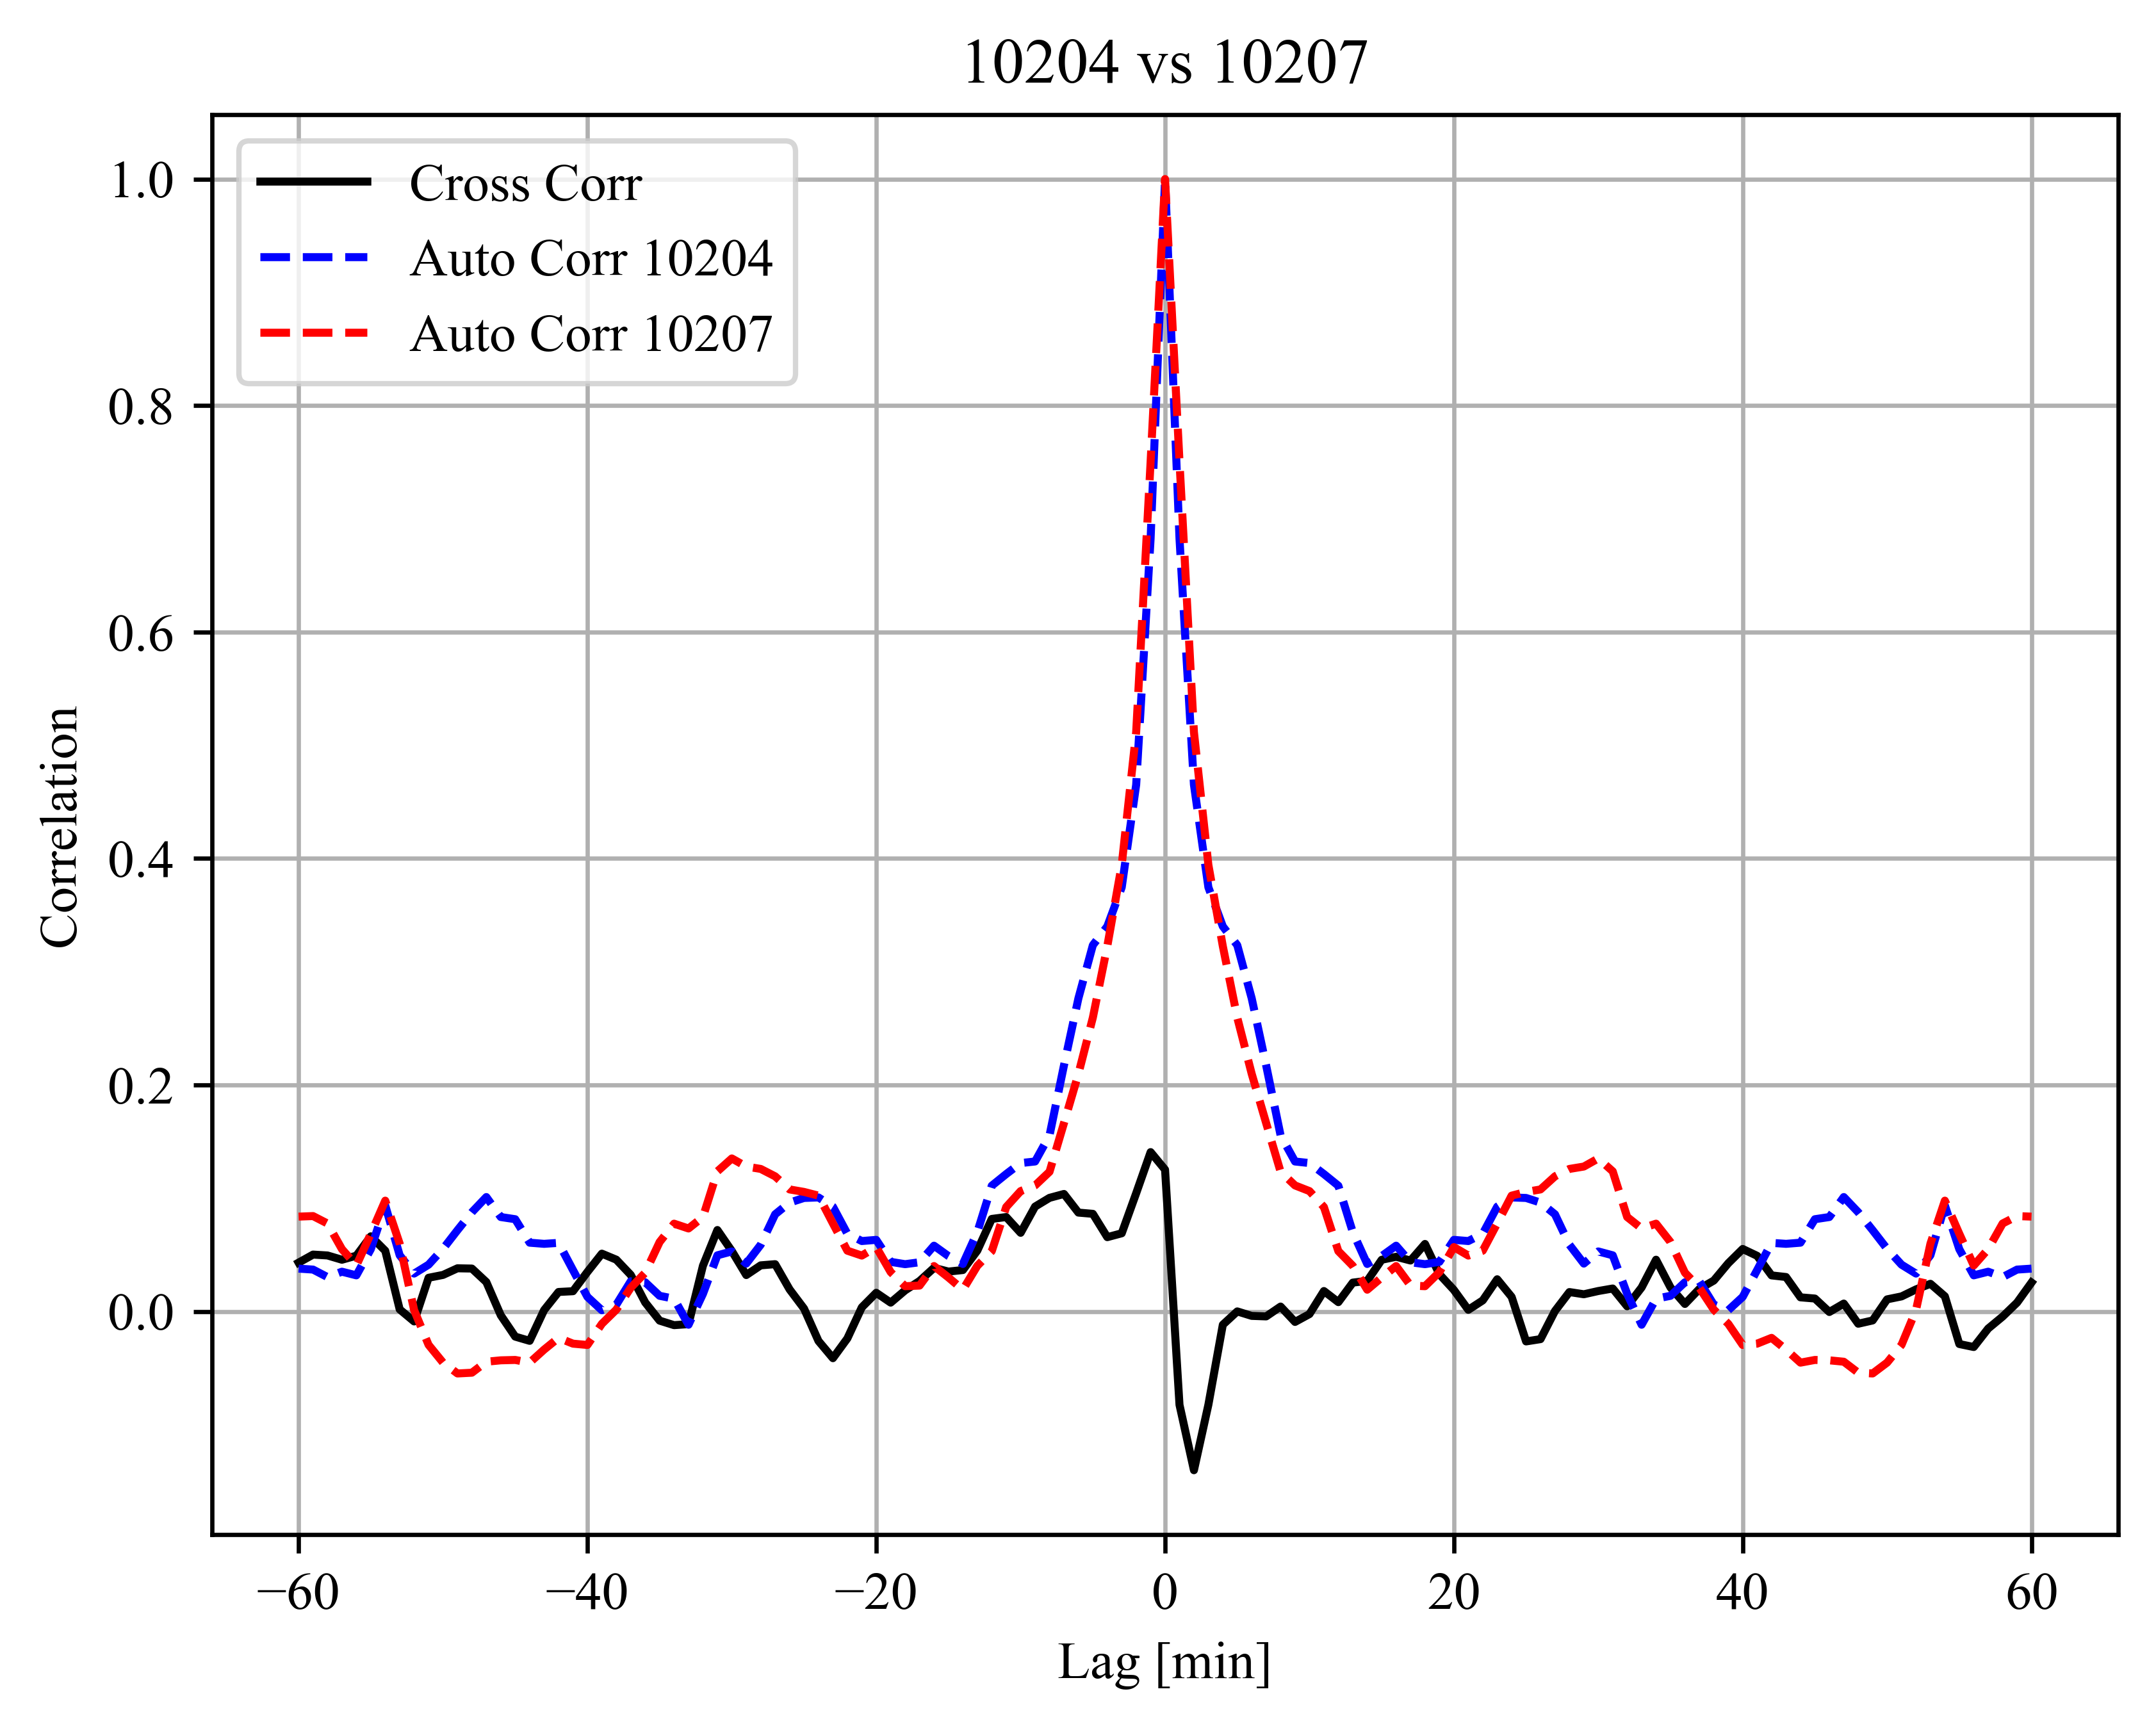 10204 vs 10207
Cross Corr
Auto Corr 10204
Auto Corr 10207
1.0
0.8
0.6
0.4
0.2
0.0
Correlation
−60
−40
−20
0
20
40
60
Lag [min]